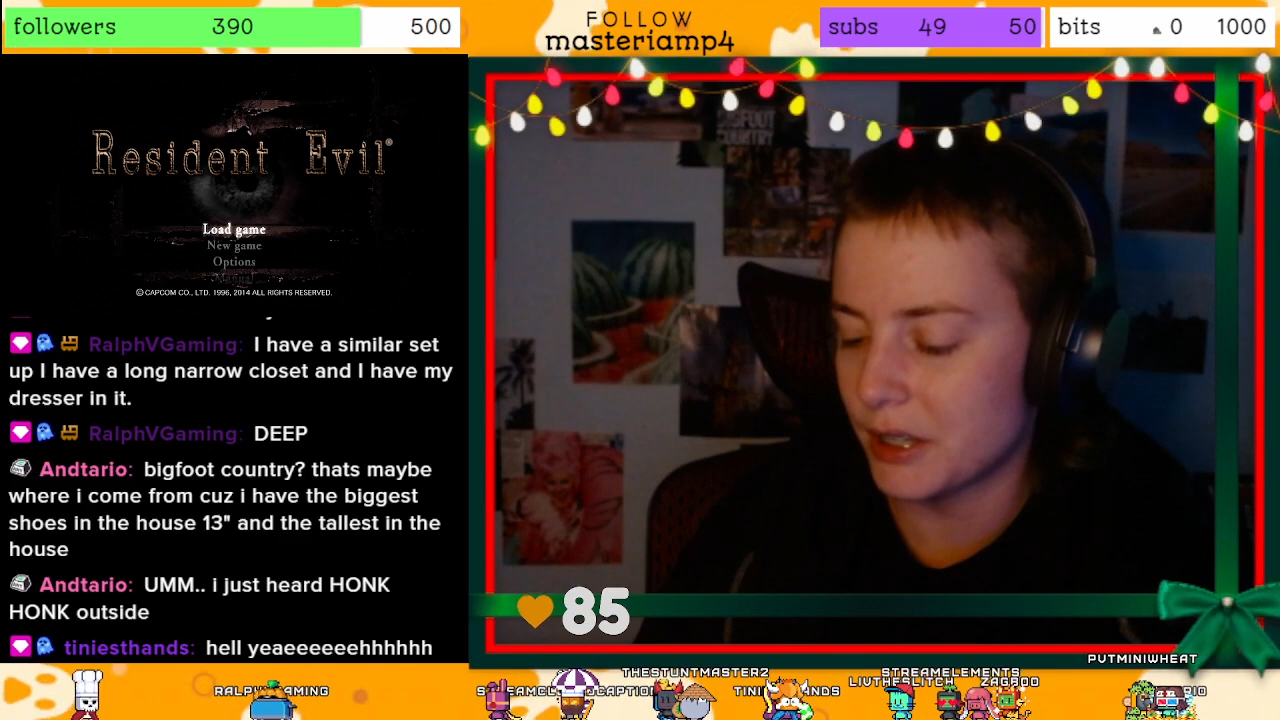 followers 390 500
FOLLOW
masteriamp4
subs 49 50
bits 0 1000
BIGFOOT
COUNTRY
Resident Evil®
Load game
New game
Options
Manual
© CAPCOM CO., LTD. 1996, 2014 ALL RIGHTS RESERVED.
RalphVGaming: I have a similar set
up I have a long narrow closet and I have my
dresser in it.
RalphVGaming: DEEP
Andtario: bigfoot country? thats maybe
where i come from cuz i have the biggest
shoes in the house 13" and the tallest in the
house
Andtario: UMM.. i just heard HONK
HONK outside
tiniesthands: hell yeaeeeeeehhhhhh
85
PUTMINIWHEAT
THESTUNTMASTER2
STREAMELEMENTS